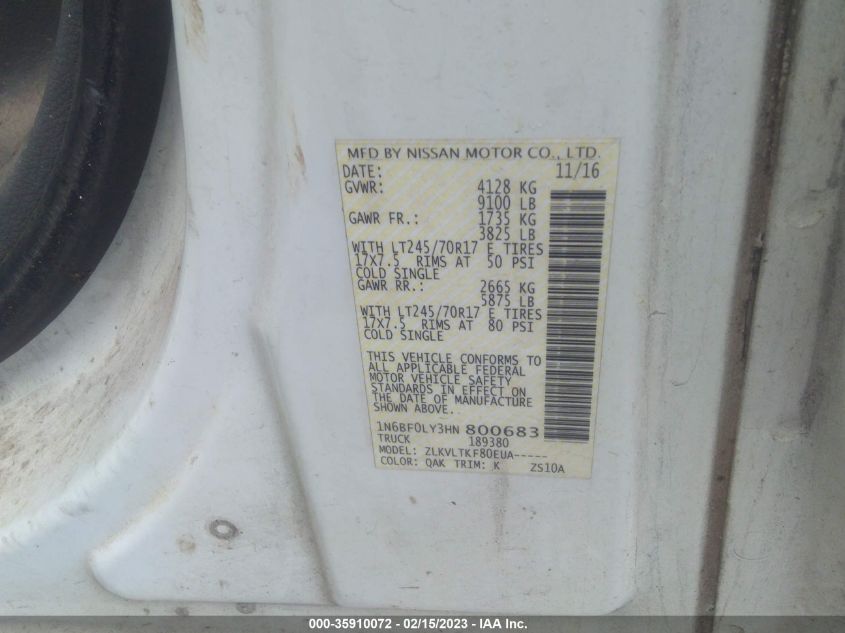 MFD BY NISSAN MOTOR CO., LTD.
DATE: 11/16
GVWR: 4128 KG
9100 LB
GAWR FR.: 1735 KG
3825 LB
WITH LT245/70R17 E TIRES
17X7.5 RIMS AT 50 PSI
COLD SINGLE
GAWR RR.: 2665 KG
5875 LB
WITH LT245/70R17 E TIRES
17X7.5 RIMS AT 80 PSI
COLD SINGLE
THIS VEHICLE CONFORMS TO
ALL APPLICABLE FEDERAL
MOTOR VEHICLE SAFETY
STANDARDS IN EFFECT ON
THE DATE OF MANUFACTURE
SHOWN ABOVE.
1N6BF0LY3HN 800683
TRUCK 189380
MODEL: ZLKVLTKF80EUA-----
COLOR: QAK TRIM: K ZS10A
000-35910072 - 02/15/2023 - IAA Inc.